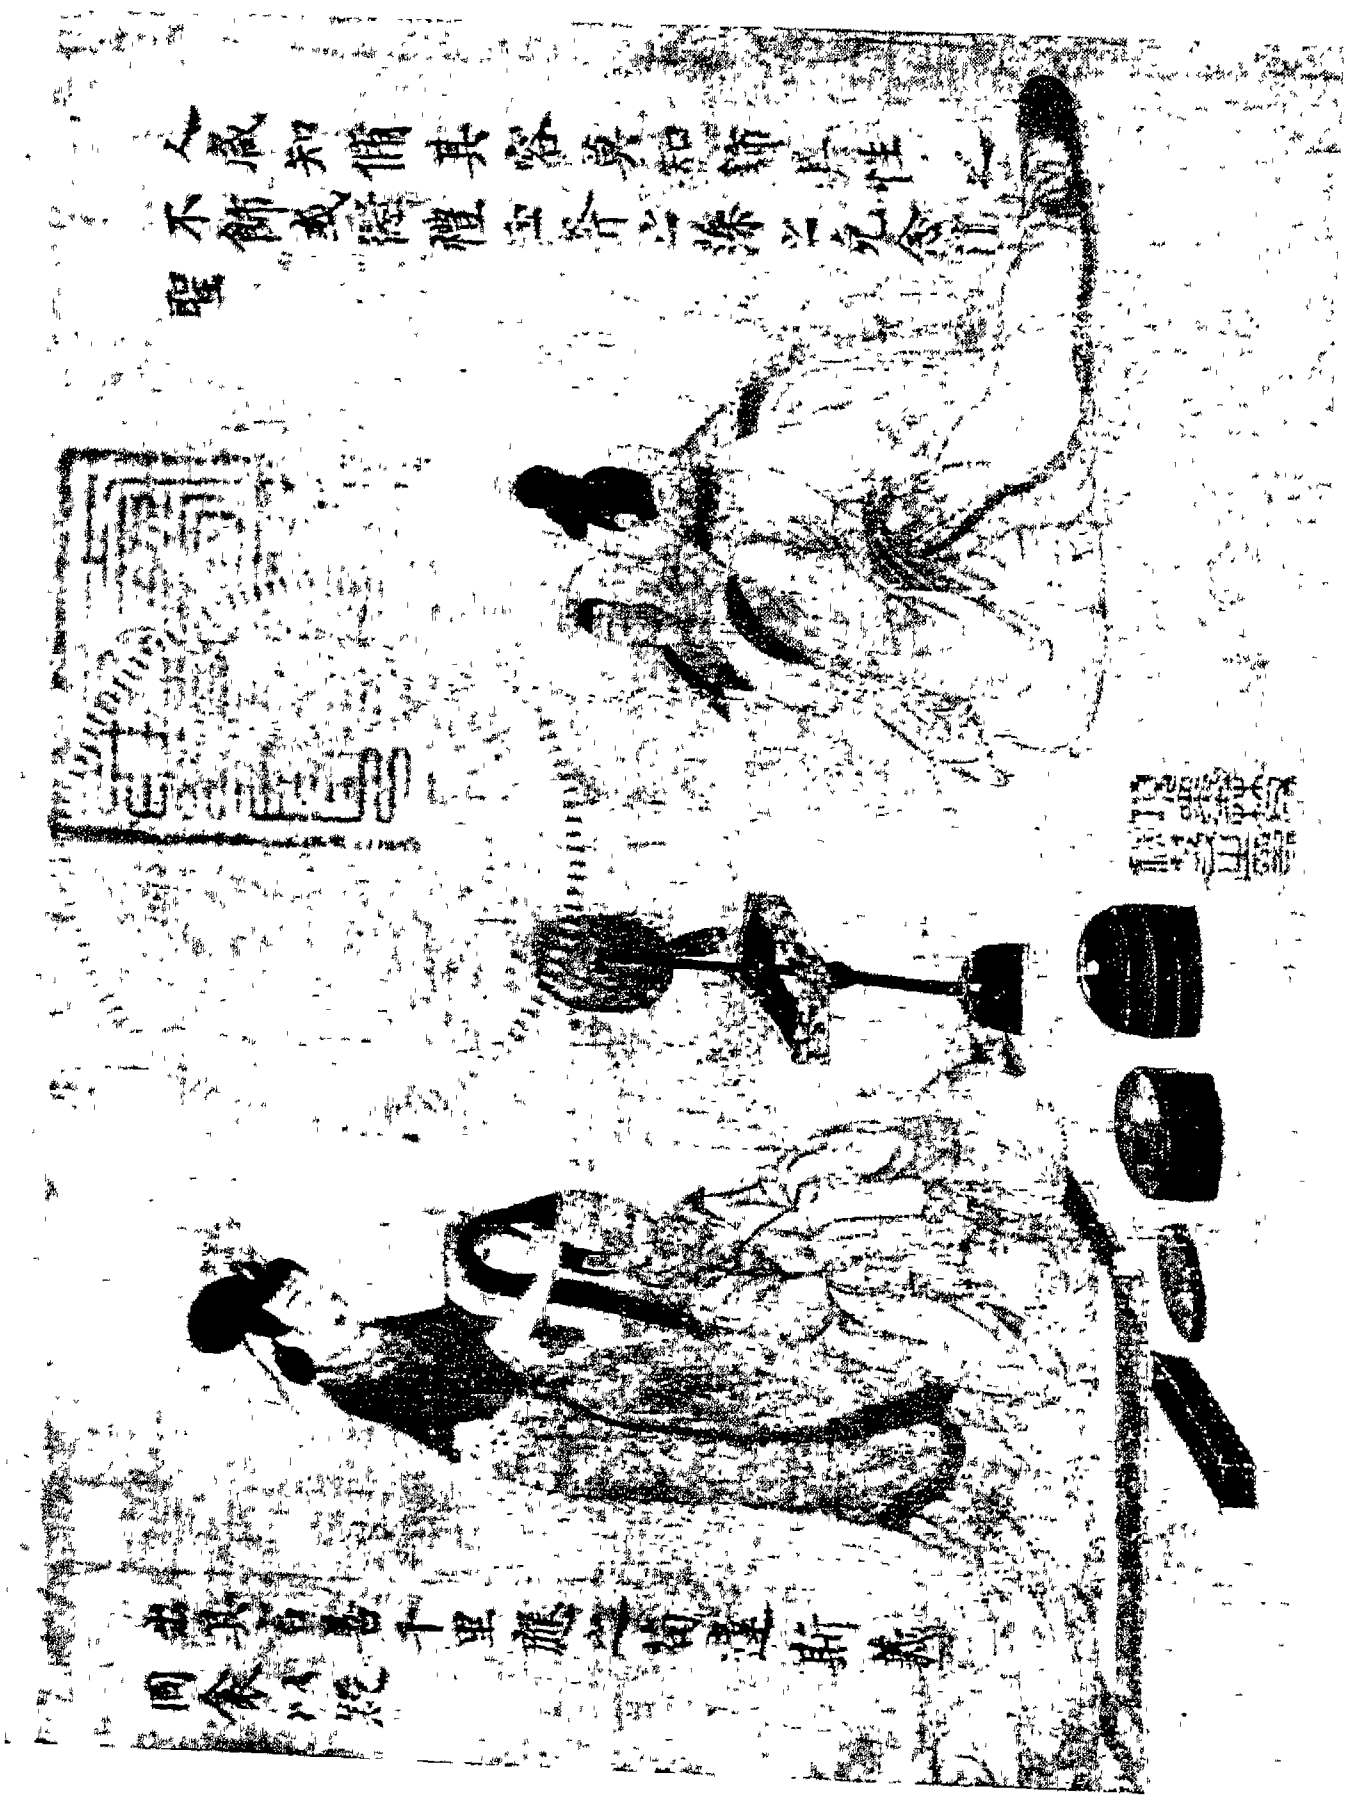 人咸知脩其容莫知飾其性之
不飾或愆禮正斧之藻之克念作
聖
出其言善千里應之苟違斯義
同衾以疑